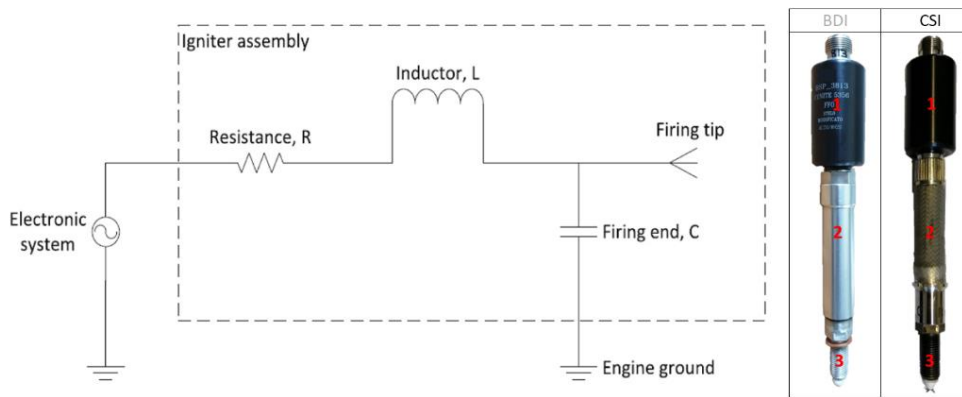 Igniter assembly
Inductor, L
Resistance, R
Firing tip
Electronic
system
Firing end, C
Engine ground
BDI
CSI
1
2
3
1
2
3